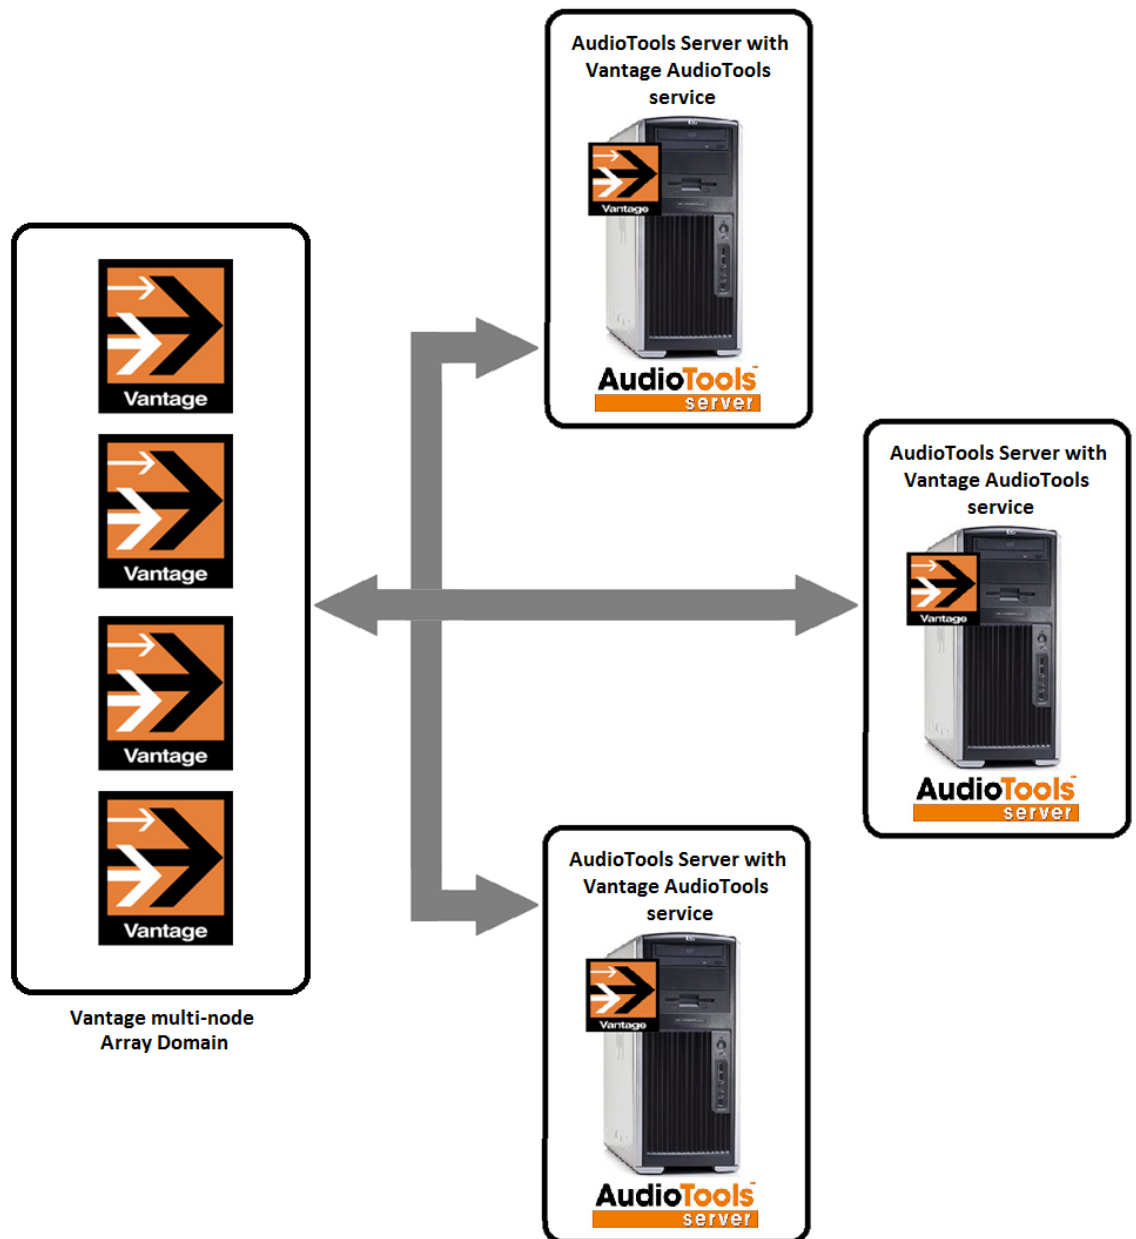 AudioTools Server with
Vantage AudioTools
service
Vantage
AudioTools
server
Vantage
Vantage
Vantage
Vantage
Vantage multi-node
Array Domain
AudioTools Server with
Vantage AudioTools
service
Vantage
AudioTools
server
AudioTools Server with
Vantage AudioTools
service
Vantage
AudioTools
server